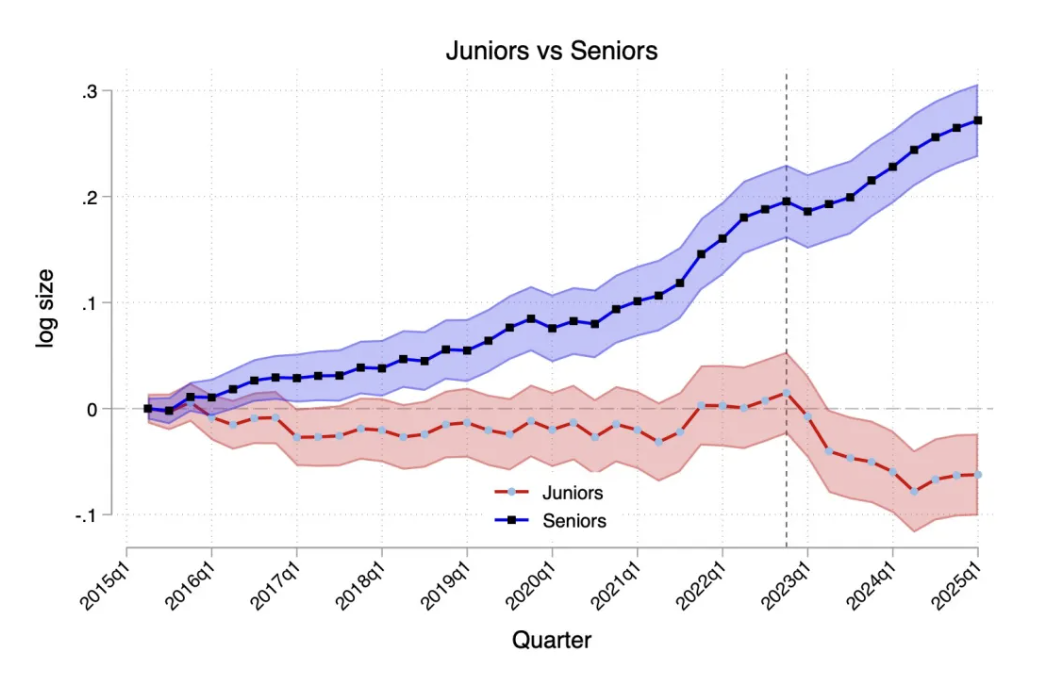 Juniors vs Seniors
.3
.2
.1
0
-.1
log size
Juniors
Seniors
2015q1
2016q1
2017q1
2018q1
2019q1
2020q1
2021q1
2022q1
2023q1
2024q1
2025q1
Quarter